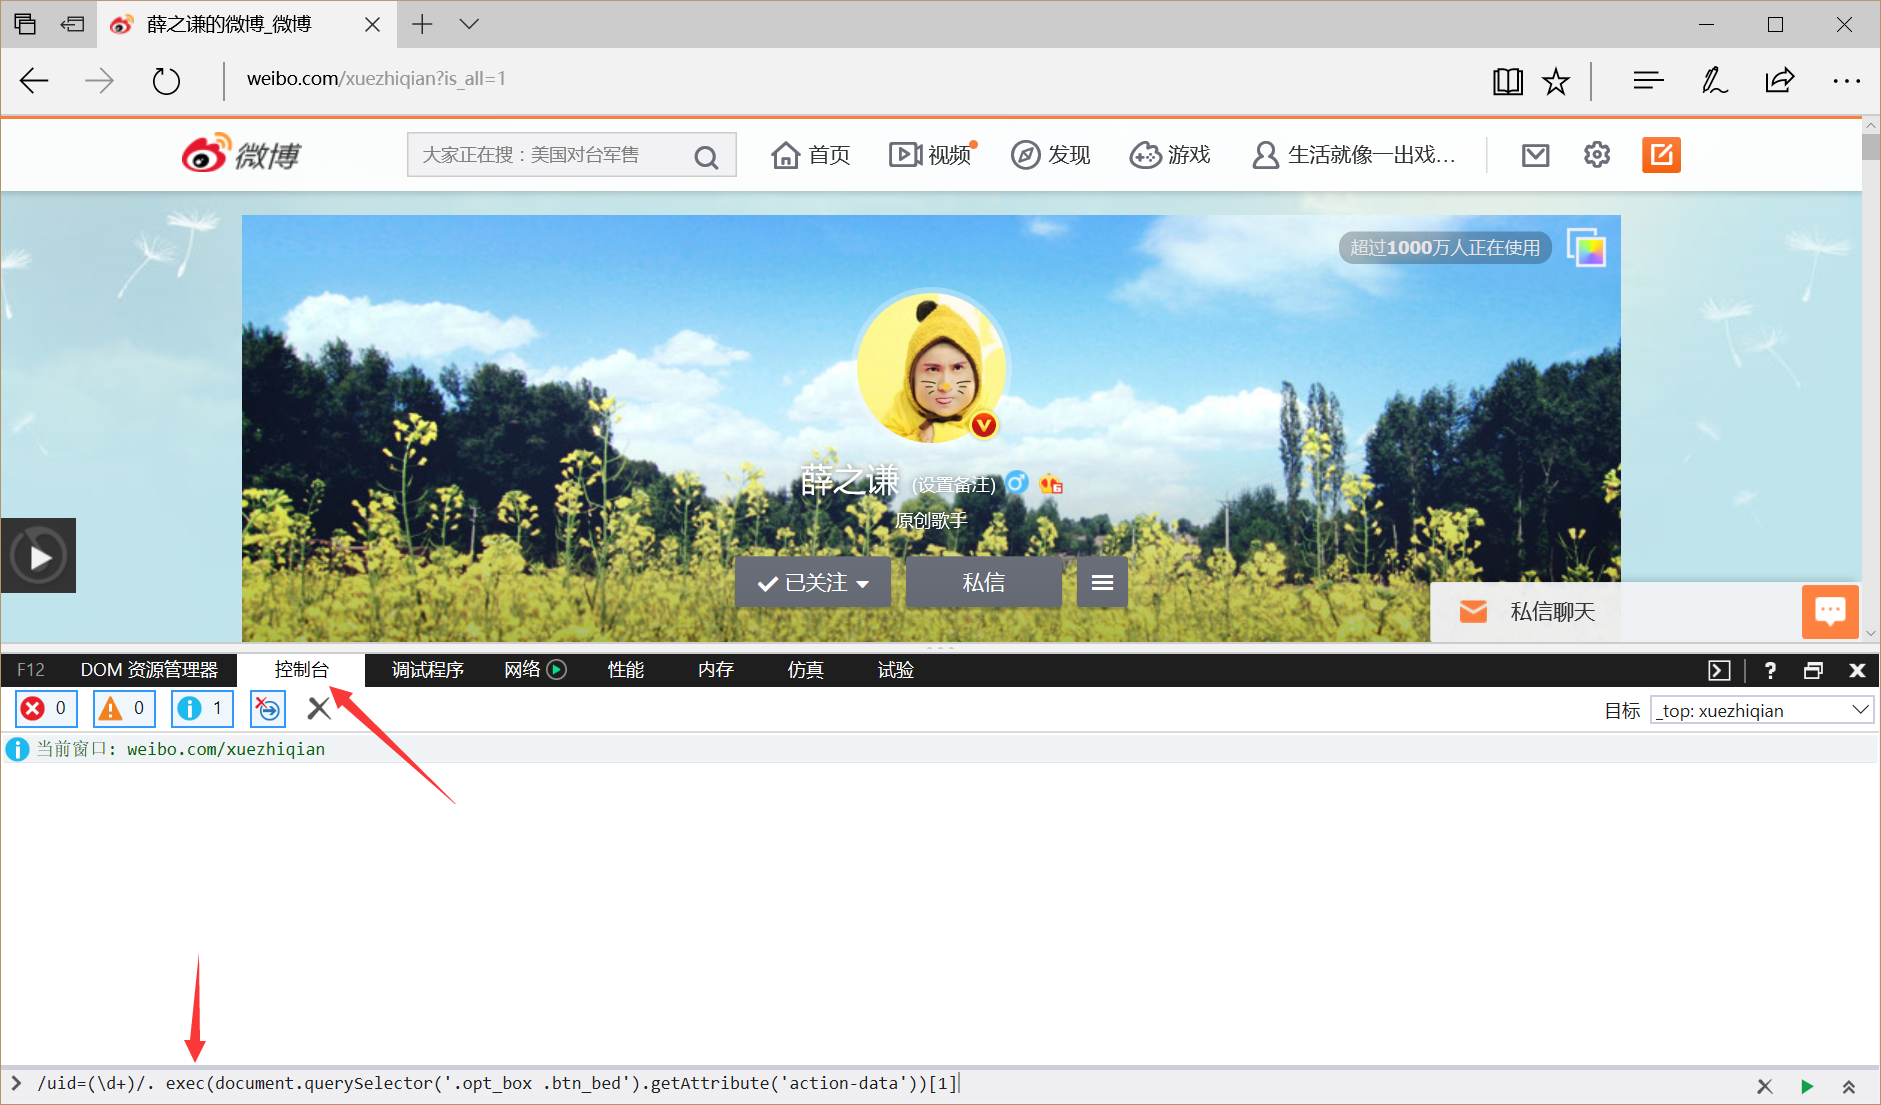 薛之谦的微博_微博
weibo.com/xuezhiqian?is_all=1
微博
大家正在搜：美国对台军售
首页
视频
发现
游戏
生活就像一出戏...
超过1000万人正在使用
薛之谦 (设置备注)
原创歌手
已关注
私信
私信聊天
F12 DOM 资源管理器 控制台 调试程序 网络 性能 内存 仿真 试验
0 0 1
目标 _top: xuezhiqian
当前窗口: weibo.com/xuezhiqian
/uid=(\d+)/. exec(document.querySelector('.opt_box .btn_bed').getAttribute('action-data'))[1]